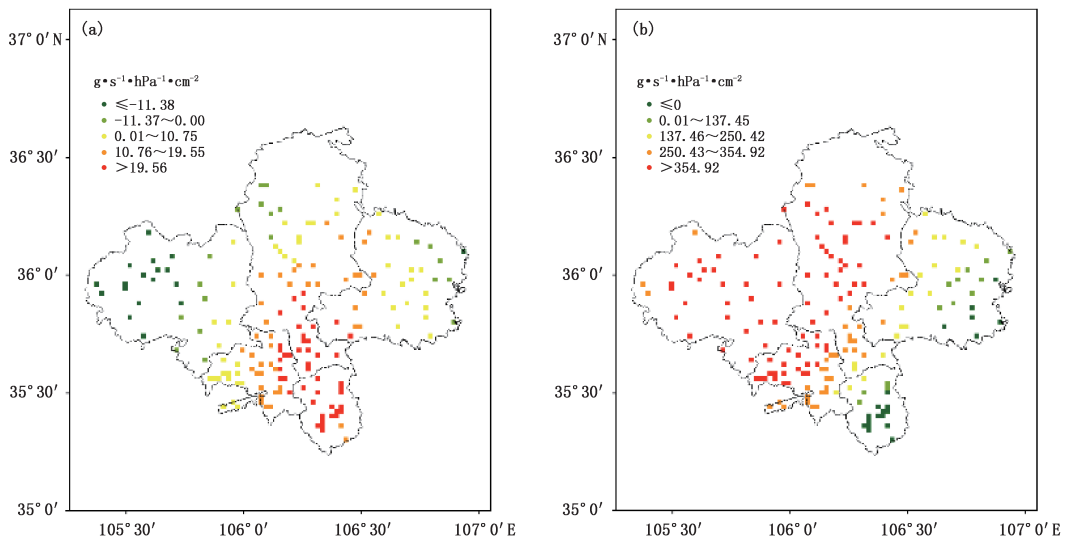 (a)
37°0′N
g•s⁻¹•hPa⁻¹•cm⁻²
≤-11.38
-11.37～0.00
0.01～10.75
10.76～19.55
＞19.56
36°30′
36°0′
35°30′
35°0′
105°30′ 106°0′ 106°30′ 107°0′E
(b)
37°0′N
g•s⁻¹•hPa⁻¹•cm⁻²
≤0
0.01～137.45
137.46～250.42
250.43～354.92
＞354.92
36°30′
36°0′
35°30′
35°0′
105°30′ 106°0′ 106°30′ 107°0′E